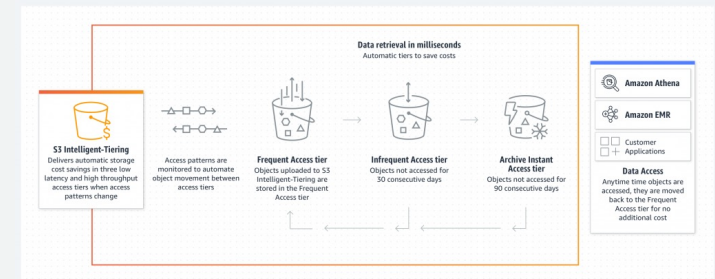 Data retrieval in milliseconds
Automatic tiers to save costs
S3 Intelligent-Tiering
Delivers automatic storage
cost savings in three low
latency and high throughput
access tiers when access
patterns change
Access patterns are
monitored to automate
object movement between
access tiers
Frequent Access tier
Objects uploaded to S3
Intelligent-Tiering are
stored in the Frequent
Access tier
Infrequent Access tier
Objects not accessed for
30 consecutive days
Archive Instant
Access tier
Objects not accessed for
90 consecutive days
Amazon Athena
Amazon EMR
Customer
Applications
Data Access
Anytime time objects are
accessed, they are moved
back to the Frequent
Access tier for no
additional cost